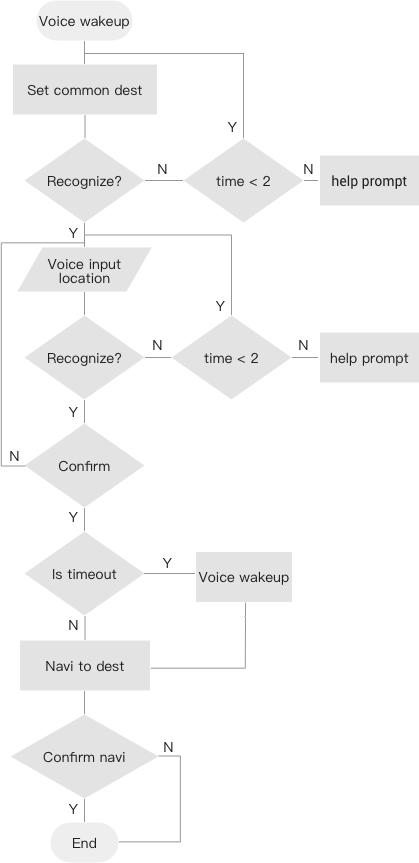 Voice wakeup
Set common dest
Y
Recognize?
N
time < 2
N
help prompt
Y
Voice input
location
Y
Recognize?
N
time < 2
N
help prompt
Y
N
Confirm
Y
Is timeout
Y
Voice wakeup
N
Navi to dest
Confirm navi
N
Y
End